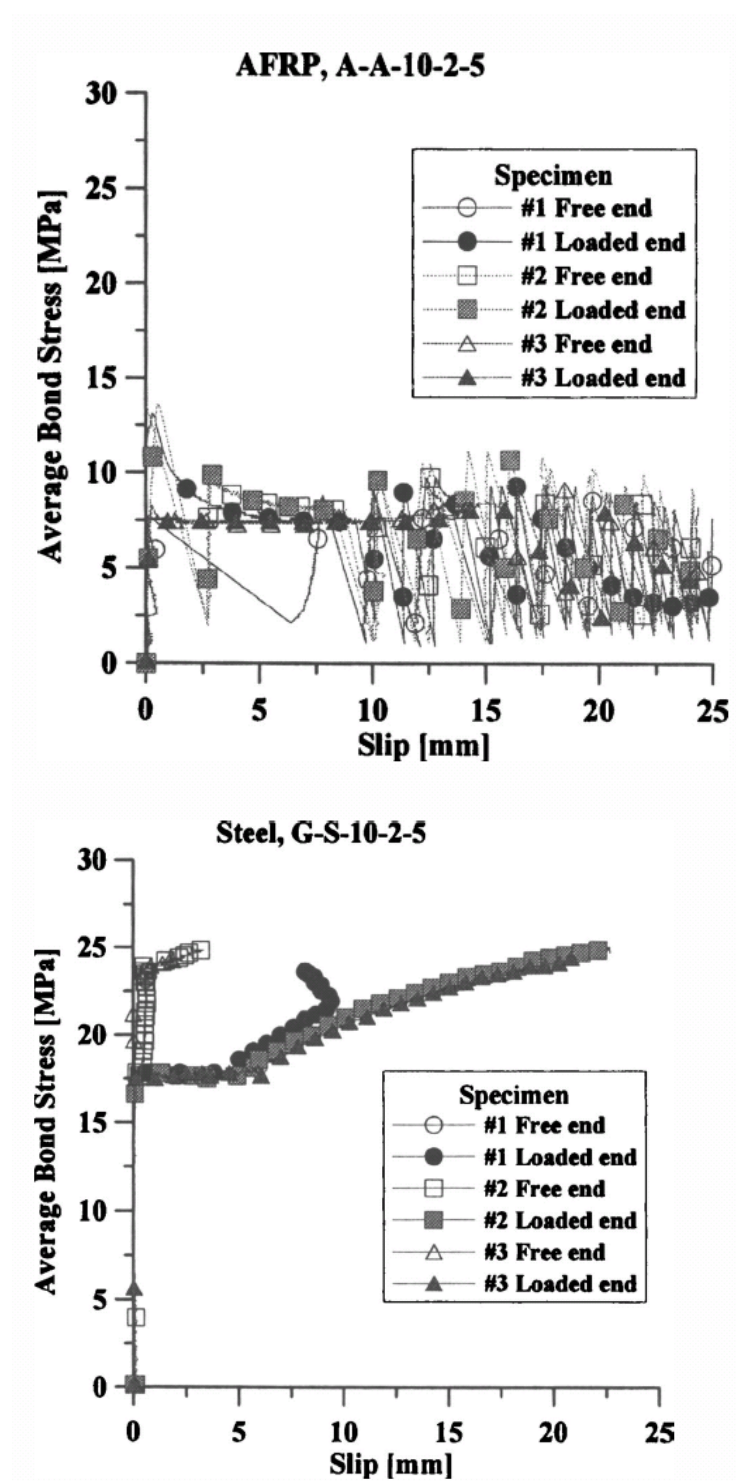 AFRP, A-A-10-2-5
30
25
20
15
10
5
0
Average Bond Stress [MPa]
Specimen
#1 Free end
#1 Loaded end
#2 Free end
#2 Loaded end
#3 Free end
#3 Loaded end
0 5 10 15 20 25
Slip [mm]
Steel, G-S-10-2-5
30
25
20
15
10
5
0
Average Bond Stress [MPa]
Specimen
#1 Free end
#1 Loaded end
#2 Free end
#2 Loaded end
#3 Free end
#3 Loaded end
0 5 10 15 20 25
Slip [mm]